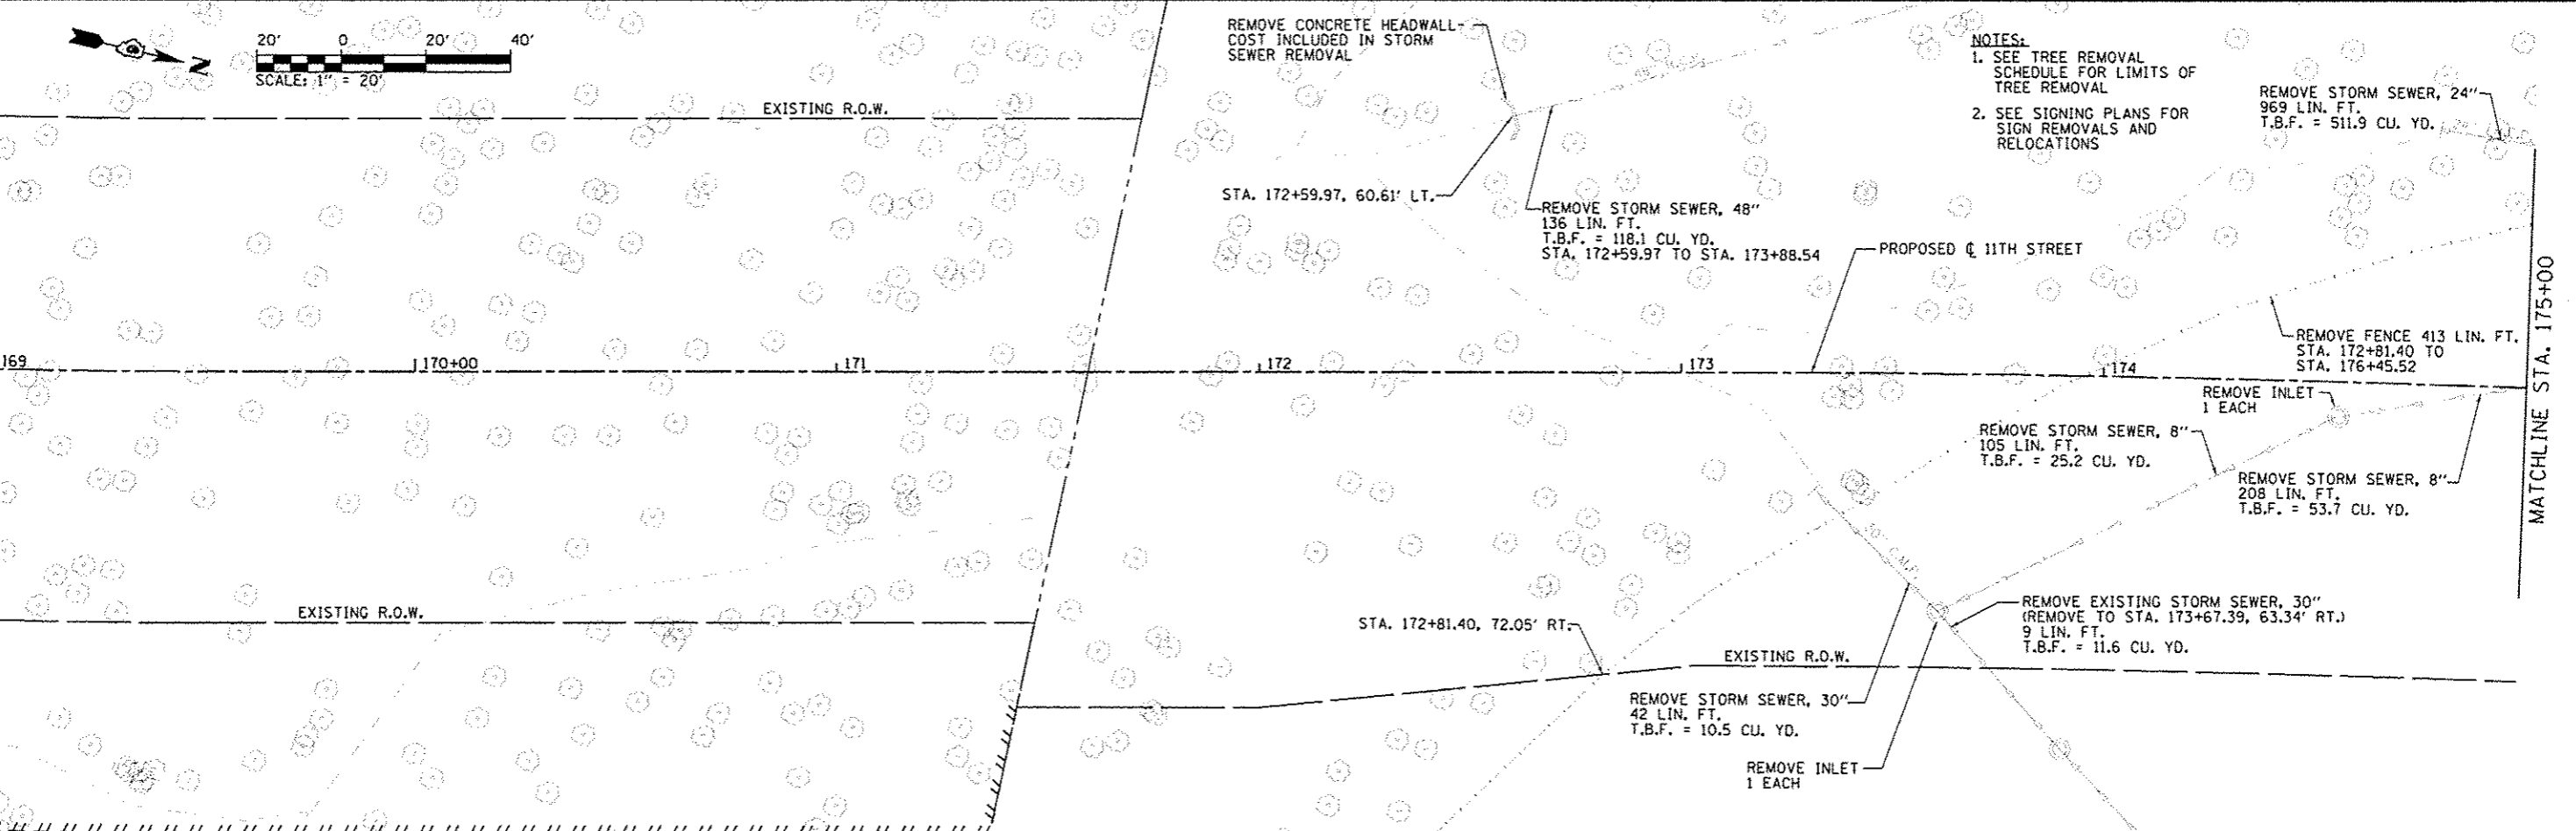 20' 0 20' 40'
SCALE: 1" = 20'
N
EXISTING R.O.W.
REMOVE CONCRETE HEADWALL
COST INCLUDED IN STORM
SEWER REMOVAL
STA. 172+59.97, 60.61' LT.
REMOVE STORM SEWER, 48"
136 LIN. FT.
T.B.F. = 118.1 CU. YD.
STA. 172+59.97 TO STA. 173+88.54
NOTES:
1. SEE TREE REMOVAL
SCHEDULE FOR LIMITS OF
TREE REMOVAL
2. SEE SIGNING PLANS FOR
SIGN REMOVALS AND
RELOCATIONS
REMOVE STORM SEWER, 24"
969 LIN. FT.
T.B.F. = 511.9 CU. YD.
PROPOSED ℄ 11TH STREET
REMOVE FENCE 413 LIN. FT.
STA. 172+81.40 TO
STA. 176+45.52
MATCHLINE STA. 175+00
169 170+00 171 172 173 174
REMOVE INLET
1 EACH
REMOVE STORM SEWER, 8"
105 LIN. FT.
T.B.F. = 25.2 CU. YD.
REMOVE STORM SEWER, 8"
208 LIN. FT.
T.B.F. = 53.7 CU. YD.
EXISTING R.O.W.
STA. 172+81.40, 72.05' RT.
REMOVE EXISTING STORM SEWER, 30"
(REMOVE TO STA. 173+67.39, 63.34' RT.)
9 LIN. FT.
T.B.F. = 11.6 CU. YD.
EXISTING R.O.W.
REMOVE STORM SEWER, 30"
42 LIN. FT.
T.B.F. = 10.5 CU. YD.
REMOVE INLET
1 EACH